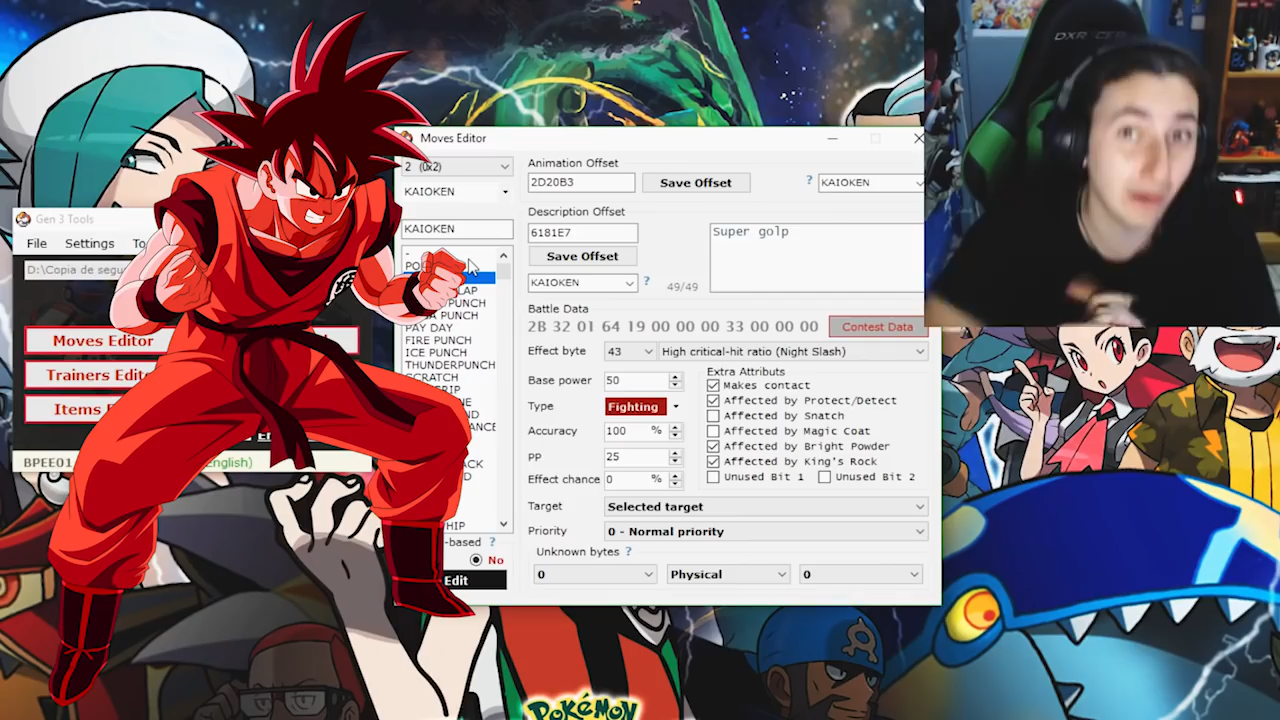 DXRACER
Moves Editor
2 (0x2)
KAIOKEN
KAIOKEN
-
PUNCH
PAY DAY
FIRE PUNCH
ICE PUNCH
THUNDERPUNCH
SCRATCH
HIP
-based ?
No
Edit
Animation Offset
2D20B3
Save Offset
? KAIOKEN
Description Offset
6181E7
Save Offset
KAIOKEN
? 49/49
Super golp
Battle Data
2B 32 01 64 19 00 00 00 33 00 00 00
Contest Data
Effect byte
43
High critical-hit ratio (Night Slash)
Base power
50
Type
Fighting
Accuracy
100 %
PP
25
Effect chance
0 %
Extra Attributs
Makes contact
Affected by Protect/Detect
Affected by Snatch
Affected by Magic Coat
Affected by Bright Powder
Affected by King's Rock
Unused Bit 1
Unused Bit 2
Target
Selected target
Priority
0 - Normal priority
Unknown bytes ?
0
Physical
0
Gen 3 Tools
File Settings
D:\Copia de segu
Moves Editor
Trainers Edit
Items
BPEE01
English)
POKéMON